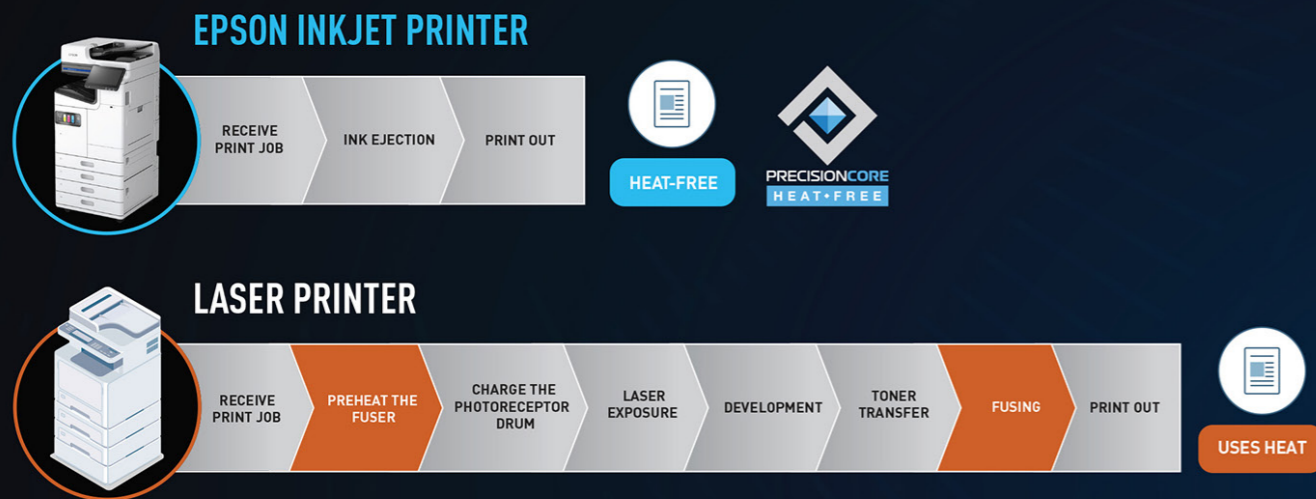 EPSON INKJET PRINTER
RECEIVE
PRINT JOB
INK EJECTION
PRINT OUT
HEAT-FREE
PRECISIONCORE
HEAT•FREE
LASER PRINTER
RECEIVE
PRINT JOB
PREHEAT THE
FUSER
CHARGE THE
PHOTORECEPTOR
DRUM
LASER
EXPOSURE
DEVELOPMENT
TONER
TRANSFER
FUSING
PRINT OUT
USES HEAT